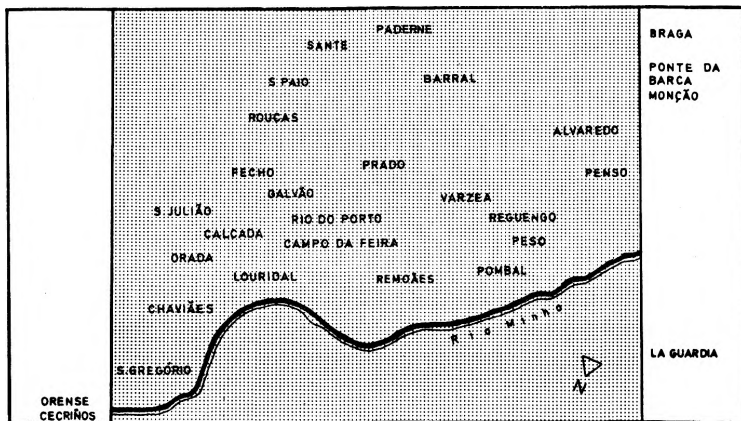 PADERNE
SANTE
BRAGA
S PAIO
BARRAL
PONTE DA
BARCA
MONÇÃO
ROUÇAS
ALVAREDO
FECHO
PRADO
PENSO
GALVÃO
VARZEA
S. JULIÃO
RIO DO PORTO
REGUENGO
CALÇADA
CAMPO DA FEIRA
PESO
ORADA
LOURIDAL
REMOÃES
POMBAL
CHAVIÃES
Rio Minho
LA GUARDIA
S. GREGÓRIO
N
ORENSE
CECRIÑOS